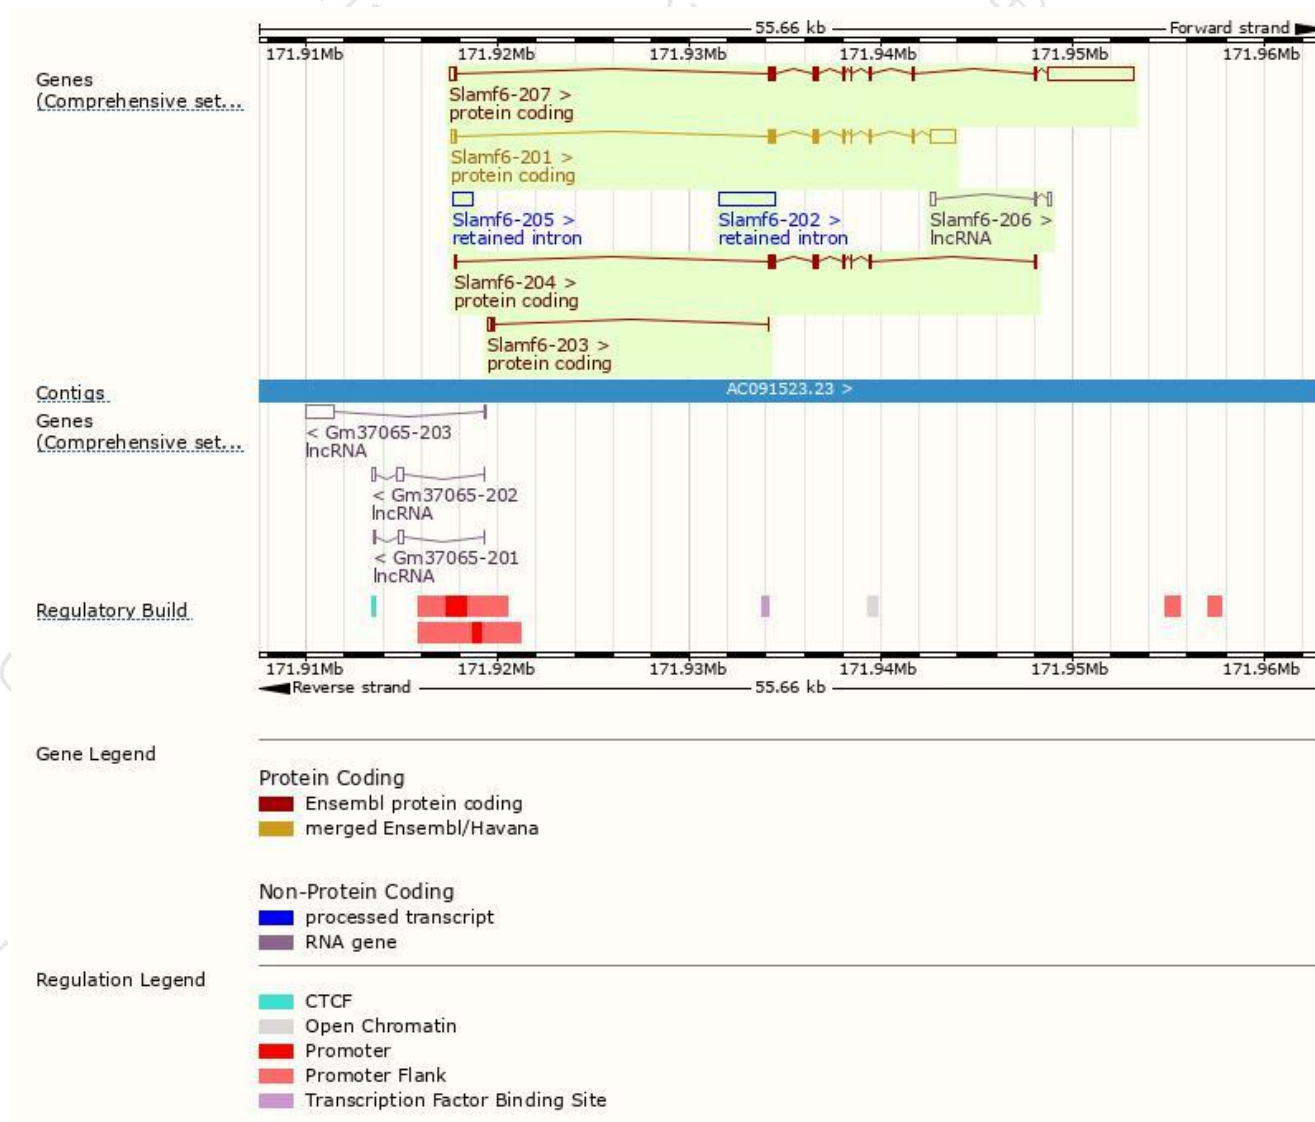 55.66 kb Forward strand
171.91Mb 171.92Mb 171.93Mb 171.94Mb 171.95Mb 171.96Mb
Genes
(Comprehensive set...
Slamf6-207 >
protein coding
Slamf6-201 >
protein coding
Slamf6-205 > Slamf6-202 > Slamf6-206 >
retained intron retained intron lncRNA
Slamf6-204 >
protein coding
Slamf6-203 >
protein coding
Contigs AC091523.23 >
Genes
(Comprehensive set...
< Gm37065-203
lncRNA
< Gm37065-202
lncRNA
< Gm37065-201
lncRNA
Regulatory Build
171.91Mb 171.92Mb 171.93Mb 171.94Mb 171.95Mb 171.96Mb
Reverse strand 55.66 kb
Gene Legend
Protein Coding
Ensembl protein coding
merged Ensembl/Havana
Non-Protein Coding
processed transcript
RNA gene
Regulation Legend
CTCF
Open Chromatin
Promoter
Promoter Flank
Transcription Factor Binding Site